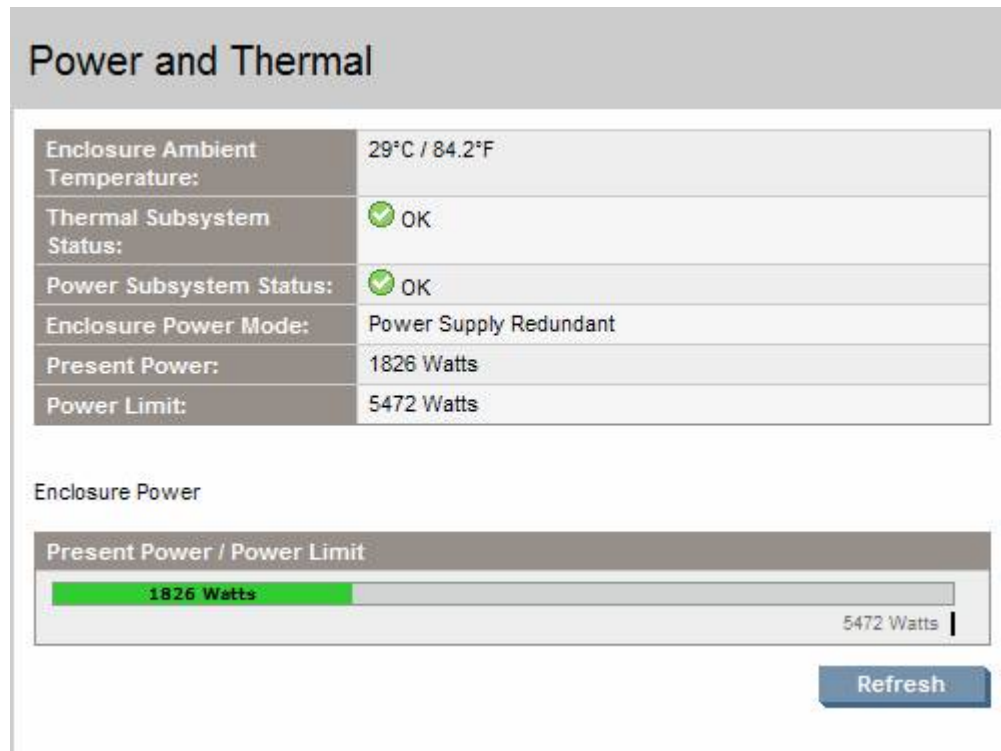 Power and Thermal
Enclosure Ambient
Temperature:
29°C / 84.2°F
Thermal Subsystem
Status:
OK
Power Subsystem Status:
OK
Enclosure Power Mode:
Power Supply Redundant
Present Power:
1826 Watts
Power Limit:
5472 Watts
Enclosure Power
Present Power / Power Limit
1826 Watts
5472 Watts
Refresh